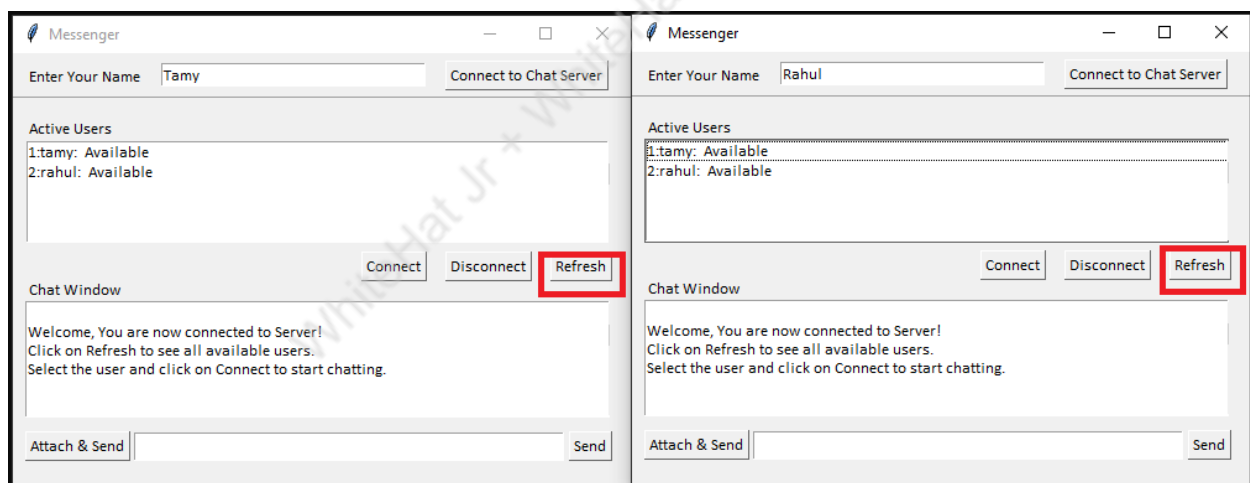 Messenger
Enter Your Name Tamy Connect to Chat Server
Active Users
1:tamy: Available
2:rahul: Available
Connect Disconnect Refresh
Chat Window
Welcome, You are now connected to Server!
Click on Refresh to see all available users.
Select the user and click on Connect to start chatting.
Attach & Send Send
Messenger
Enter Your Name Rahul Connect to Chat Server
Active Users
1:tamy: Available
2:rahul: Available
Connect Disconnect Refresh
Chat Window
Welcome, You are now connected to Server!
Click on Refresh to see all available users.
Select the user and click on Connect to start chatting.
Attach & Send Send
WhiteHat Jr + WhiteHat